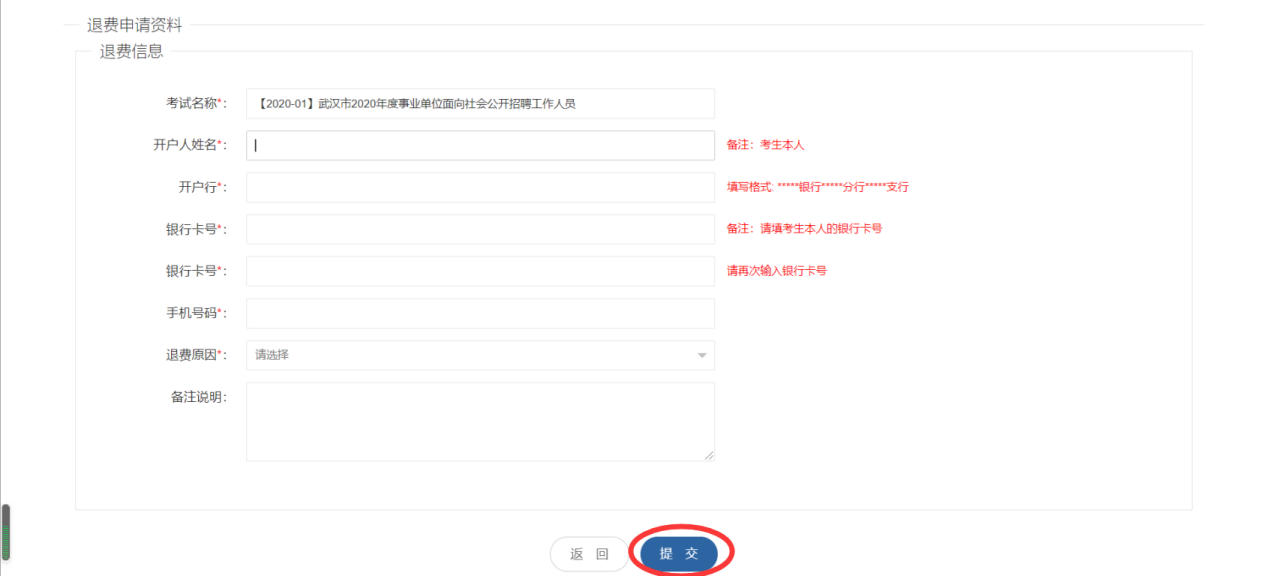 退费申请资料
退费信息
考试名称*: 【2020-01】武汉市2020年度事业单位面向社会公开招聘工作人员
开户人姓名*: 备注：考生本人
开户行*: 填写格式: *****银行*****分行*****支行
银行卡号*: 备注：请填考生本人的银行卡号
银行卡号*: 请再次输入银行卡号
手机号码*:
退费原因*: 请选择
备注说明:
返 回 提 交